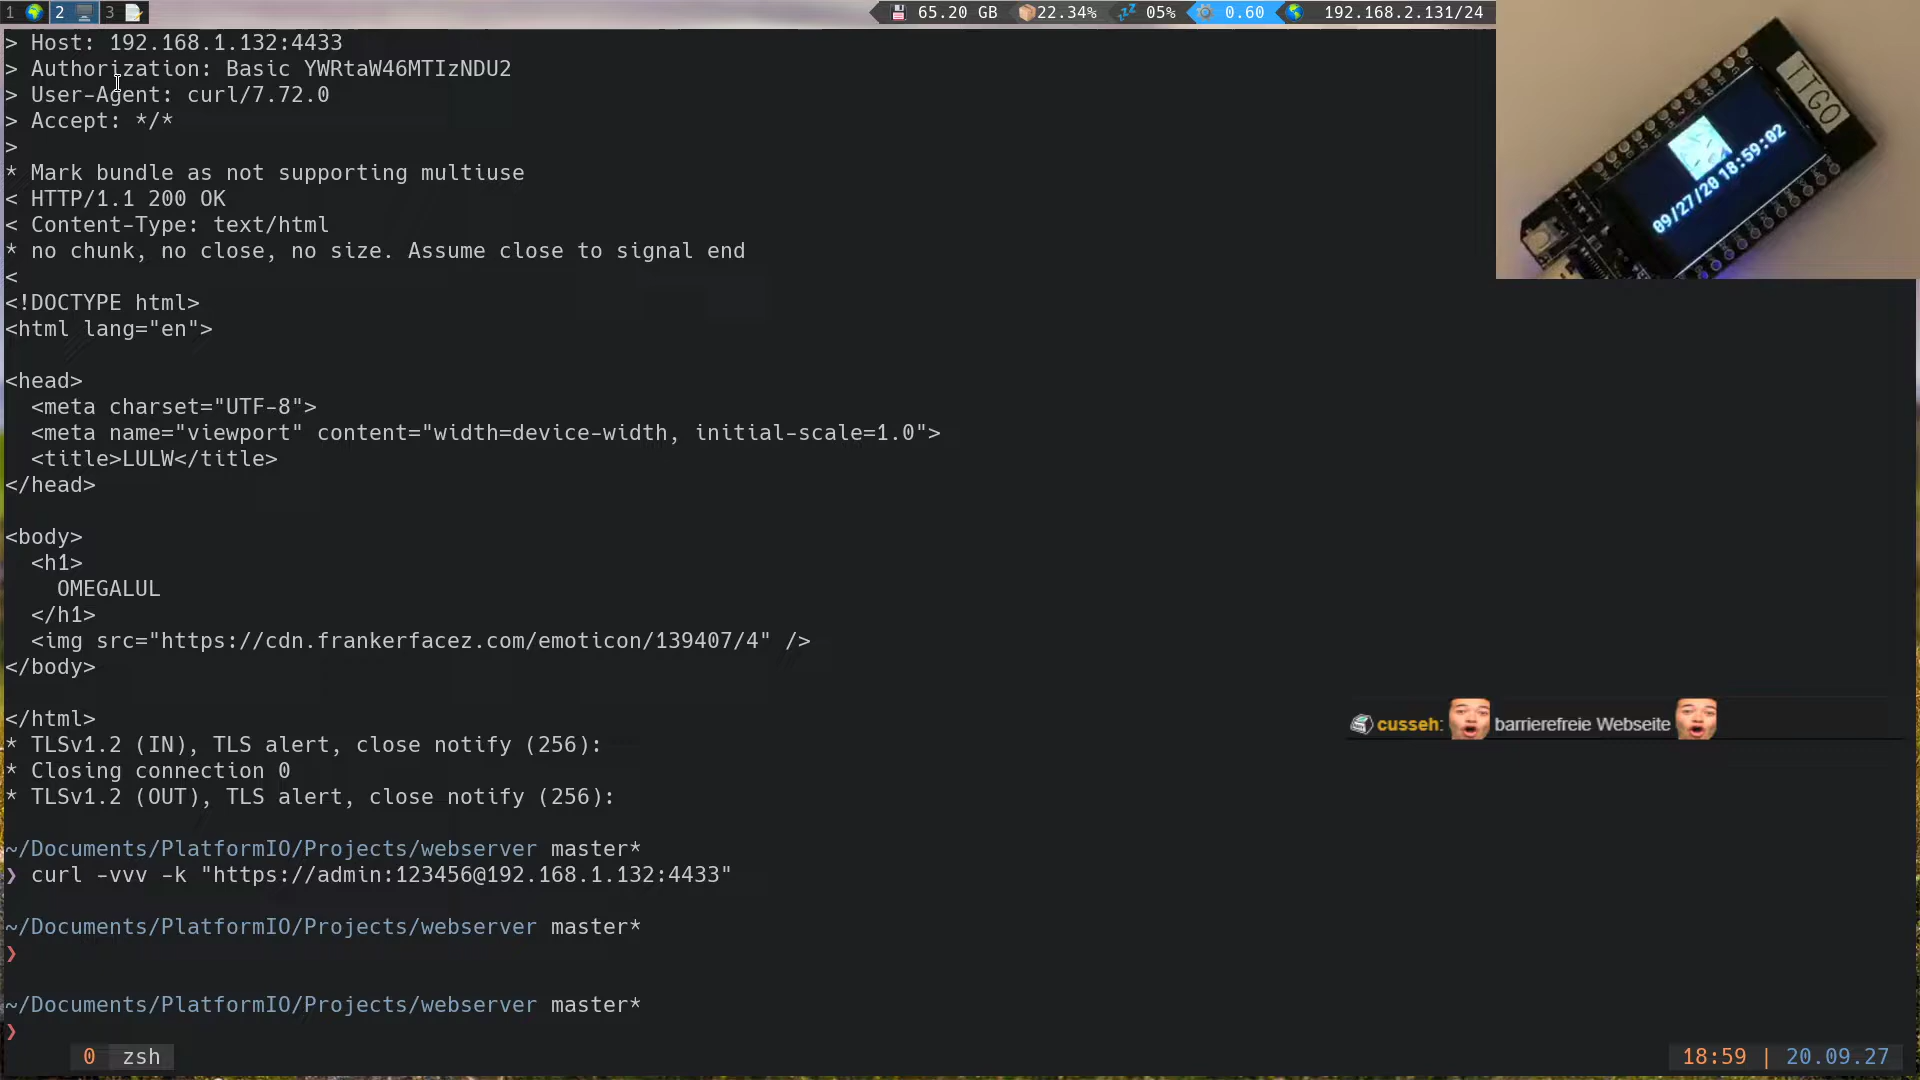 1 2 3 65.20 GB 22.34% 05% 0.60 192.168.2.131/24
> Host: 192.168.1.132:4433
> Authorization: Basic YWRtaW46MTIzNDU2
> User-Agent: curl/7.72.0
> Accept: */*
>
* Mark bundle as not supporting multiuse
< HTTP/1.1 200 OK
< Content-Type: text/html
* no chunk, no close, no size. Assume close to signal end
<
<!DOCTYPE html>
<html lang="en">
<head>
<meta charset="UTF-8">
<meta name="viewport" content="width=device-width, initial-scale=1.0">
<title>LULW</title>
</head>
<body>
<h1>
OMEGALUL
</h1>
<img src="https://cdn.frankerfacez.com/emoticon/139407/4" />
</body>
</html>
* TLSv1.2 (IN), TLS alert, close notify (256):
* Closing connection 0
* TLSv1.2 (OUT), TLS alert, close notify (256):
~/Documents/PlatformIO/Projects/webserver master*
❯ curl -vvv -k "https://admin:123456@192.168.1.132:4433"
~/Documents/PlatformIO/Projects/webserver master*
❯
~/Documents/PlatformIO/Projects/webserver master*
❯
0 zsh
18:59 | 20.09.27
TTGO
09/27/20 18:59:02
cusseh: barrierefreie Webseite